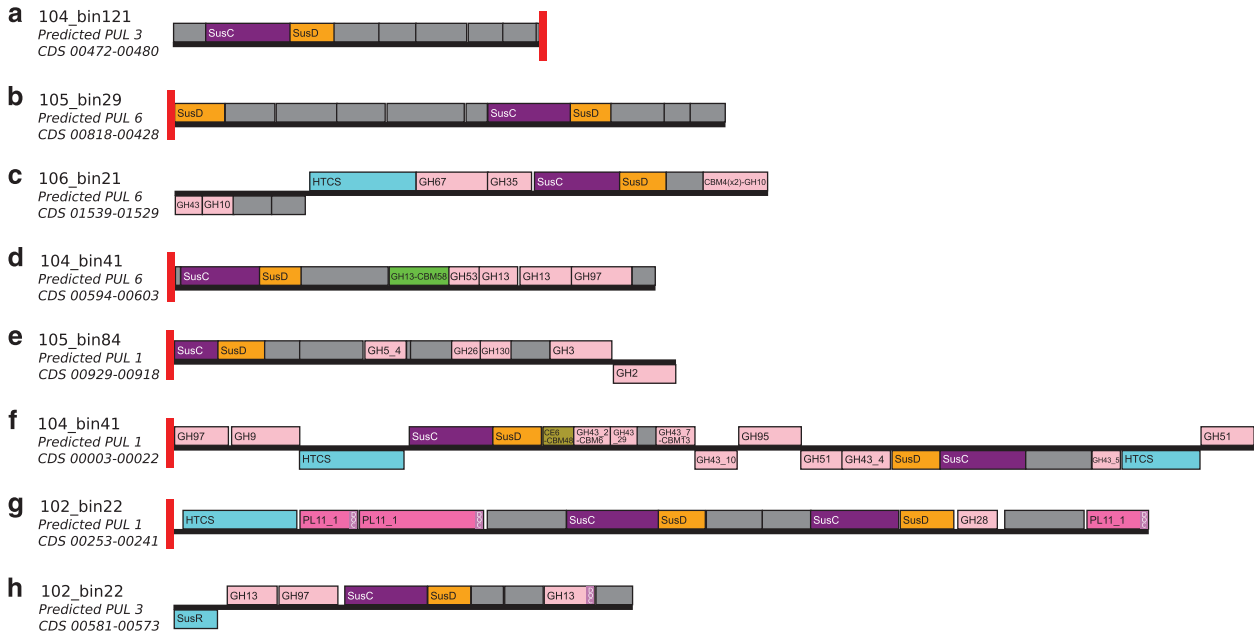 a 104_bin121
Predicted PUL 3
CDS 00472-00480
SusC SusD
b 105_bin29
Predicted PUL 6
CDS 00818-00428
SusD SusC SusD
c 106_bin21
Predicted PUL 6
CDS 01539-01529
HTCS GH67 GH35 SusC SusD CBM4(x2)-GH10
GH43 GH10
d 104_bin41
Predicted PUL 6
CDS 00594-00603
SusC SusD GH13-CBM58 GH53 GH13 GH13 GH97
e 105_bin84
Predicted PUL 1
CDS 00929-00918
SusC SusD GH5_4 GH26 GH130 GH3
GH2
f 104_bin41
Predicted PUL 1
CDS 00003-00022
GH97 GH9 SusC SusD CE6 -CBM48 GH43_2 -CBM6 GH43 _29 GH43_7 -CBM13 GH95 GH51
HTCS GH43_10 GH51 GH43_4 SusD SusC GH43_5 HTCS
g 102_bin22
Predicted PUL 1
CDS 00253-00241
HTCS PL11_1 PL11_1 SusC SusD SusC SusD GH28 PL11_1
h 102_bin22
Predicted PUL 3
CDS 00581-00573
GH13 GH97 SusC SusD GH13
SusR